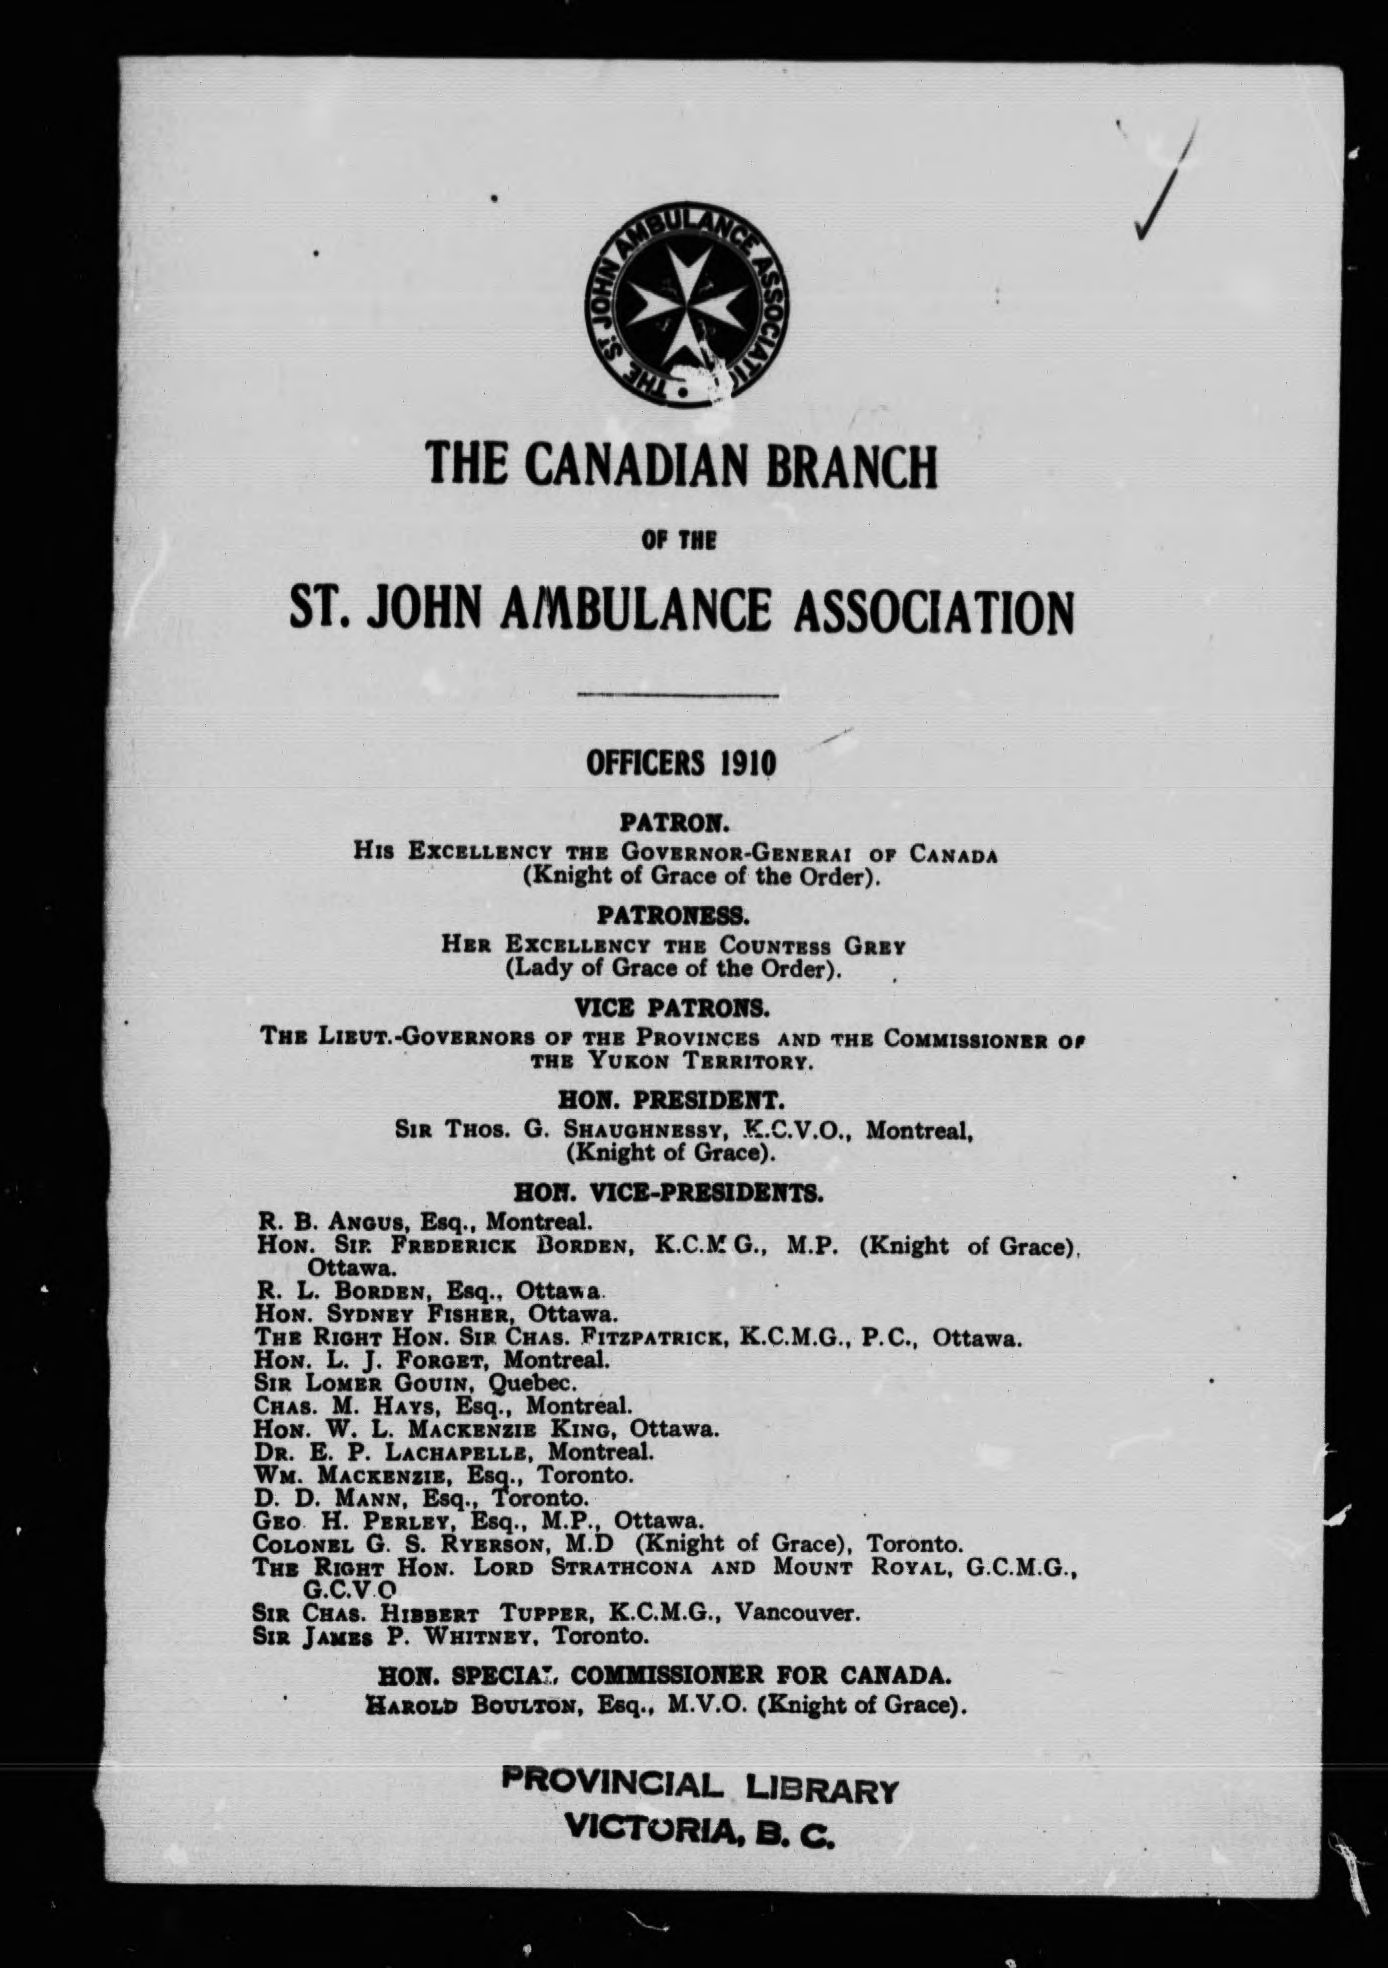 THE ST. JOHN AMBULANCE ASSOCIATION
THE CANADIAN BRANCH
OF THE
ST. JOHN AMBULANCE ASSOCIATION
OFFICERS 1910
PATRON.
HIS EXCELLENCY THE GOVERNOR-GENERAL OF CANADA
(Knight of Grace of the Order).
PATRONESS.
HER EXCELLENCY THE COUNTESS GREY
(Lady of Grace of the Order).
VICE PATRONS.
THE LIEUT.-GOVERNORS OF THE PROVINCES AND THE COMMISSIONER OF
THE YUKON TERRITORY.
HON. PRESIDENT.
SIR THOS. G. SHAUGHNESSY, K.C.V.O., Montreal,
(Knight of Grace).
HON. VICE-PRESIDENTS.
R. B. ANGUS, Esq., Montreal.
HON. SIR FREDERICK BORDEN, K.C.M G., M.P. (Knight of Grace),
Ottawa.
R. L. BORDEN, Esq., Ottawa.
HON. SYDNEY FISHER, Ottawa.
THE RIGHT HON. SIR CHAS. FITZPATRICK, K.C.M.G., P.C., Ottawa.
HON. L. J. FORGET, Montreal.
SIR LOMER GOUIN, Quebec.
CHAS. M. HAYS, Esq., Montreal.
HON. W. L. MACKENZIE KING, Ottawa.
DR. E. P. LACHAPELLE, Montreal.
WM. MACKENZIE, Esq., Toronto.
D. D. MANN, Esq., Toronto.
GEO. H. PERLEY, Esq., M.P., Ottawa.
COLONEL G. S. RYERSON, M.D (Knight of Grace), Toronto.
THE RIGHT HON. LORD STRATHCONA AND MOUNT ROYAL, G.C.M.G.,
G.C.V.O
SIR CHAS. HIBBERT TUPPER, K.C.M.G., Vancouver.
SIR JAMES P. WHITNEY, Toronto.
HON. SPECIAL COMMISSIONER FOR CANADA.
HAROLD BOULTON, Esq., M.V.O. (Knight of Grace).
PROVINCIAL LIBRARY
VICTORIA, B. C.